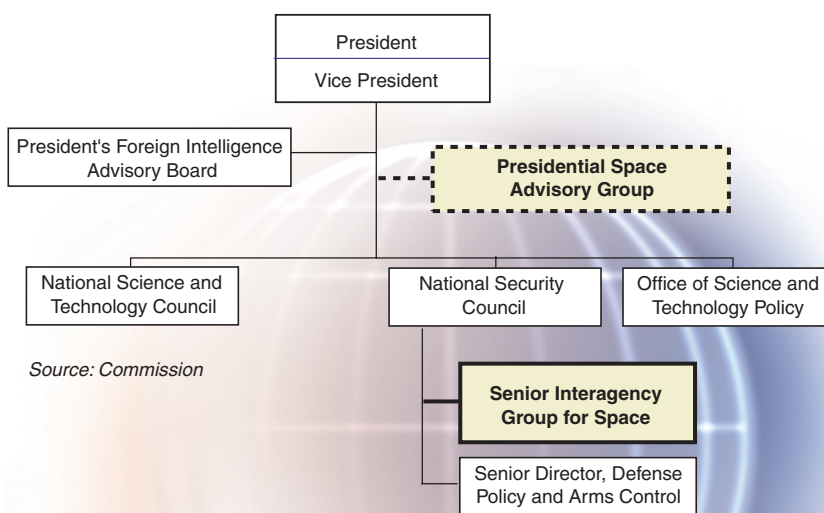 President
Vice President
President's Foreign Intelligence
Advisory Board
Presidential Space
Advisory Group
National Science and
Technology Council
National Security
Council
Office of Science and
Technology Policy
Source: Commission
Senior Interagency
Group for Space
Senior Director, Defense
Policy and Arms Control